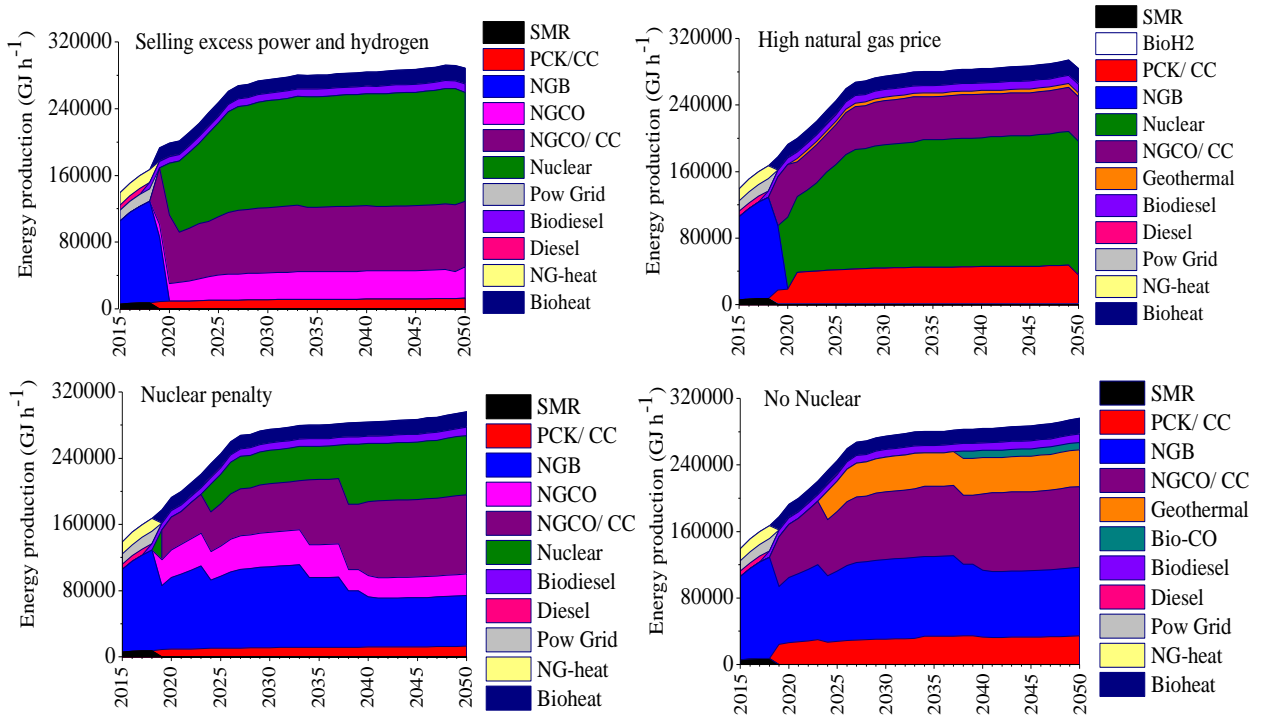 Selling excess power and hydrogen
Energy production (GJ h⁻¹)
320000
240000
160000
80000
0
2015
2020
2025
2030
2035
2040
2045
2050
SMR
PCK/CC
NGB
NGCO
NGCO/ CC
Nuclear
Pow Grid
Biodiesel
Diesel
NG-heat
Bioheat
High natural gas price
Energy production (GJ h⁻¹)
320000
240000
160000
80000
0
2015
2020
2025
2030
2035
2040
2045
2050
SMR
BioH2
PCK/ CC
NGB
Nuclear
NGCO/ CC
Geothermal
Biodiesel
Diesel
Pow Grid
NG-heat
Bioheat
Nuclear penalty
Energy production (GJ h⁻¹)
320000
240000
160000
80000
0
2015
2020
2025
2030
2035
2040
2045
2050
SMR
PCK/ CC
NGB
NGCO
NGCO/ CC
Nuclear
Biodiesel
Diesel
Pow Grid
NG-heat
Bioheat
No Nuclear
Energy production (GJ h⁻¹)
320000
240000
160000
80000
0
2015
2020
2025
2030
2035
2040
2045
2050
SMR
PCK/ CC
NGB
NGCO/ CC
Geothermal
Bio-CO
Biodiesel
Diesel
Pow Grid
NG-heat
Bioheat